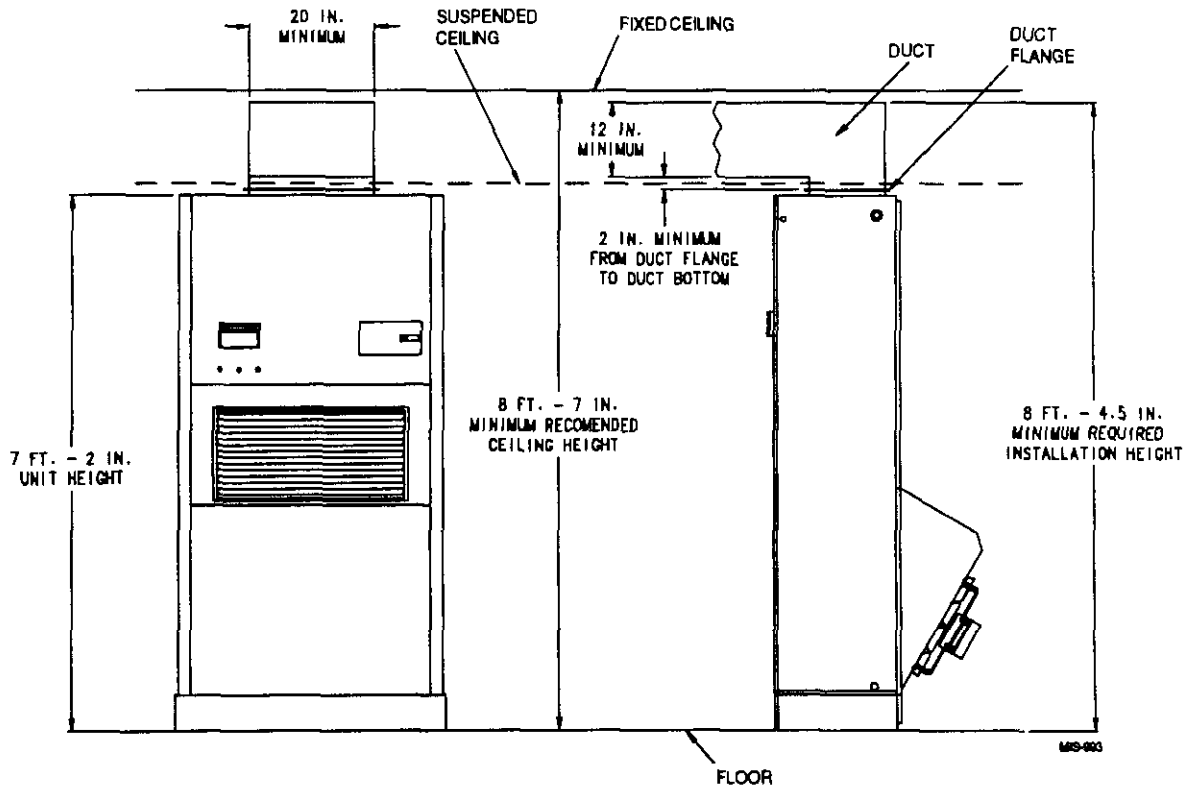 20 IN.
MINIMUM
SUSPENDED
CEILING
FIXED CEILING
DUCT
DUCT
FLANGE
12 IN.
MINIMUM
2 IN. MINIMUM
FROM DUCT FLANGE
TO DUCT BOTTOM
7 FT. - 2 IN.
UNIT HEIGHT
8 FT. - 7 IN.
MINIMUM RECOMENDED
CEILING HEIGHT
8 FT. - 4.5 IN.
MINIMUM REQUIRED
INSTALLATION HEIGHT
FLOOR
MIS-993